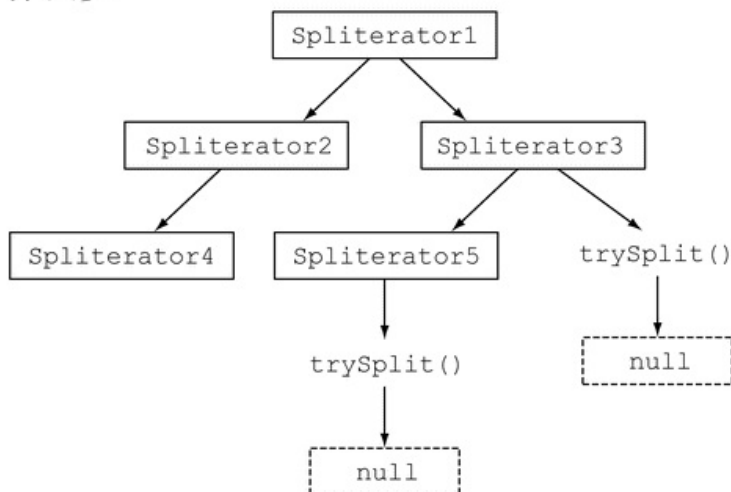 Spliterator1
Spliterator2 Spliterator3
Spliterator4 Spliterator5 trySplit()
trySplit() null
null